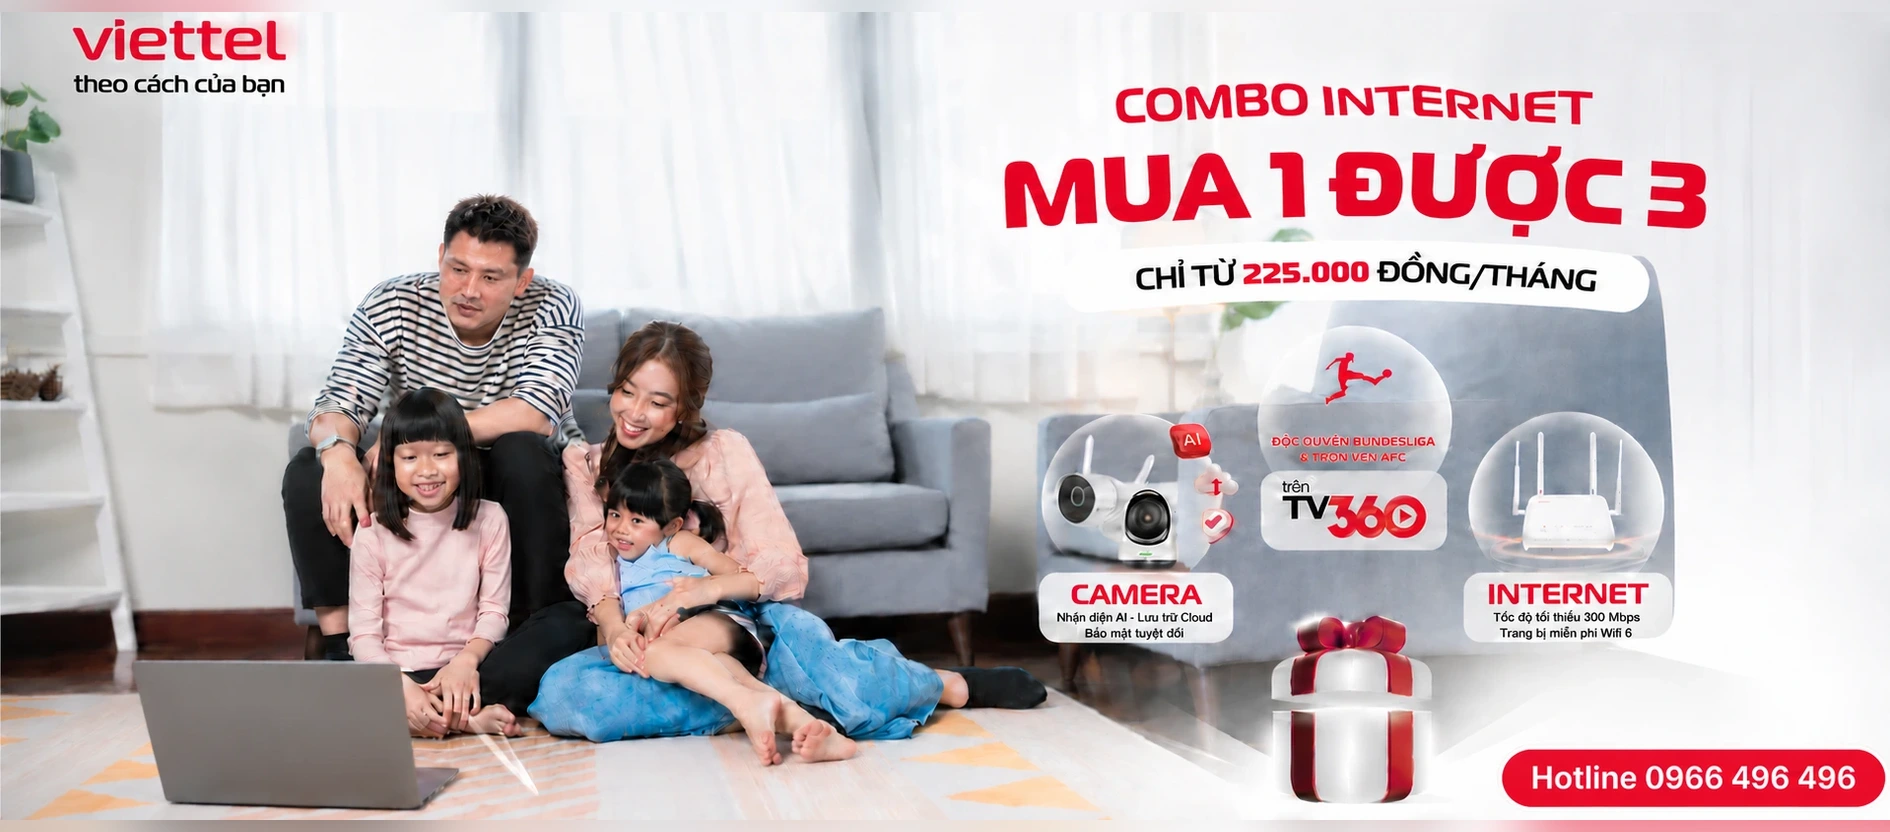 viettel
theo cách của bạn
COMBO INTERNET
MUA 1 ĐƯỢC 3
CHỈ TỪ 225.000 ĐỒNG/THÁNG
AI
ĐỘC QUYỀN BUNDESLIGA
& TRỌN VẸN AFC
trên
TV360
CAMERA
Nhận diện AI - Lưu trữ Cloud
Bảo mật tuyệt đối
INTERNET
Tốc độ tối thiểu 300 Mbps
Trang bị miễn phí Wifi 6
Hotline 0966 496 496